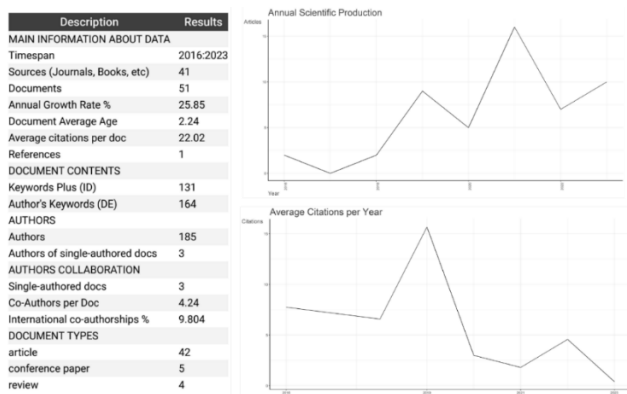 Description Results
MAIN INFORMATION ABOUT DATA
Timespan 2016:2023
Sources (Journals, Books, etc) 41
Documents 51
Annual Growth Rate % 25.85
Document Average Age 2.24
Average citations per doc 22.02
References 1
DOCUMENT CONTENTS
Keywords Plus (ID) 131
Author's Keywords (DE) 164
AUTHORS
Authors 185
Authors of single-authored docs 3
AUTHORS COLLABORATION
Single-authored docs 3
Co-Authors per Doc 4.24
International co-authorships % 9.804
DOCUMENT TYPES
article 42
conference paper 5
review 4
Annual Scientific Production
Articles
Year
Average Citations per Year
Citations